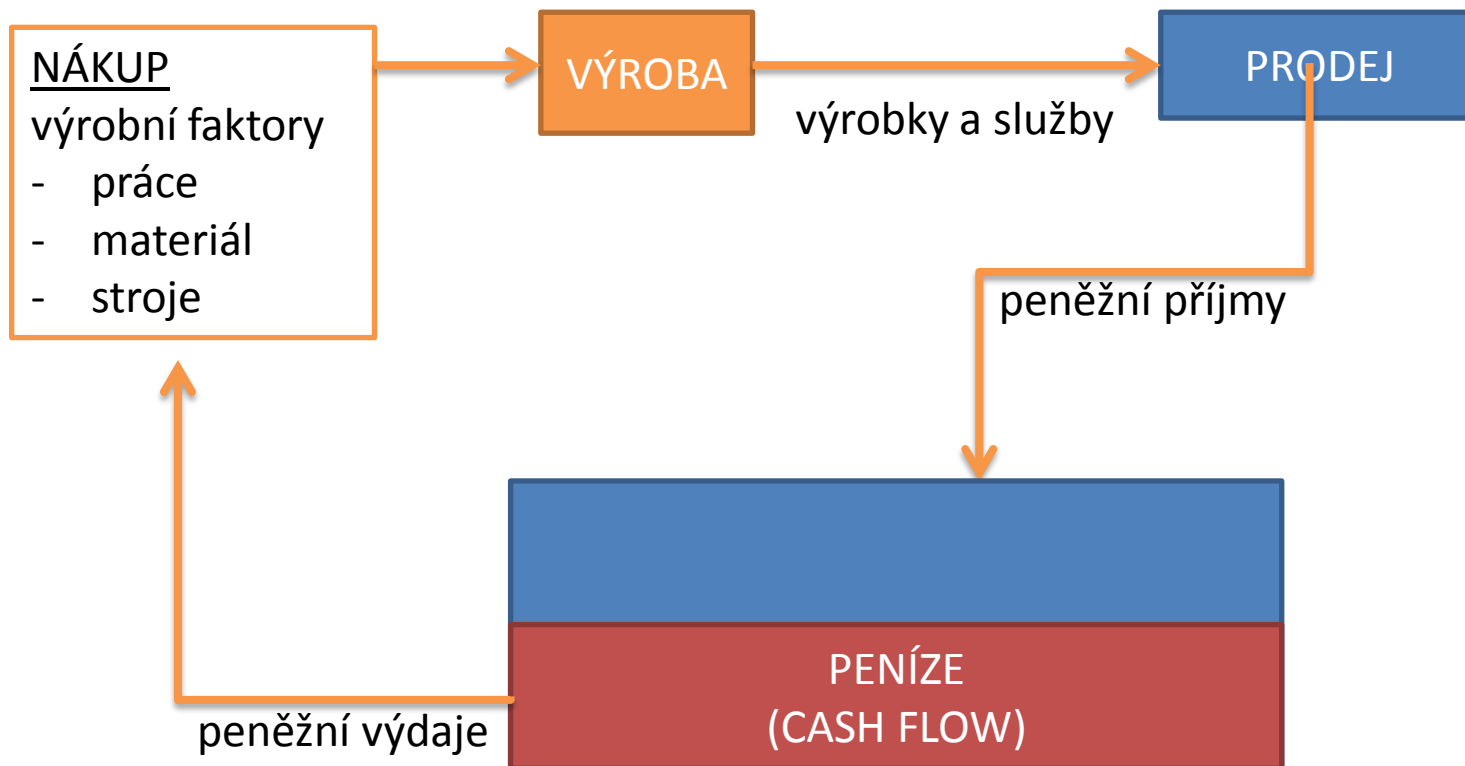 NÁKUP
výrobní faktory
- práce
- materiál
- stroje
VÝROBA
výrobky a služby
PRODEJ
peněžní příjmy
PENÍZE
(CASH FLOW)
peněžní výdaje